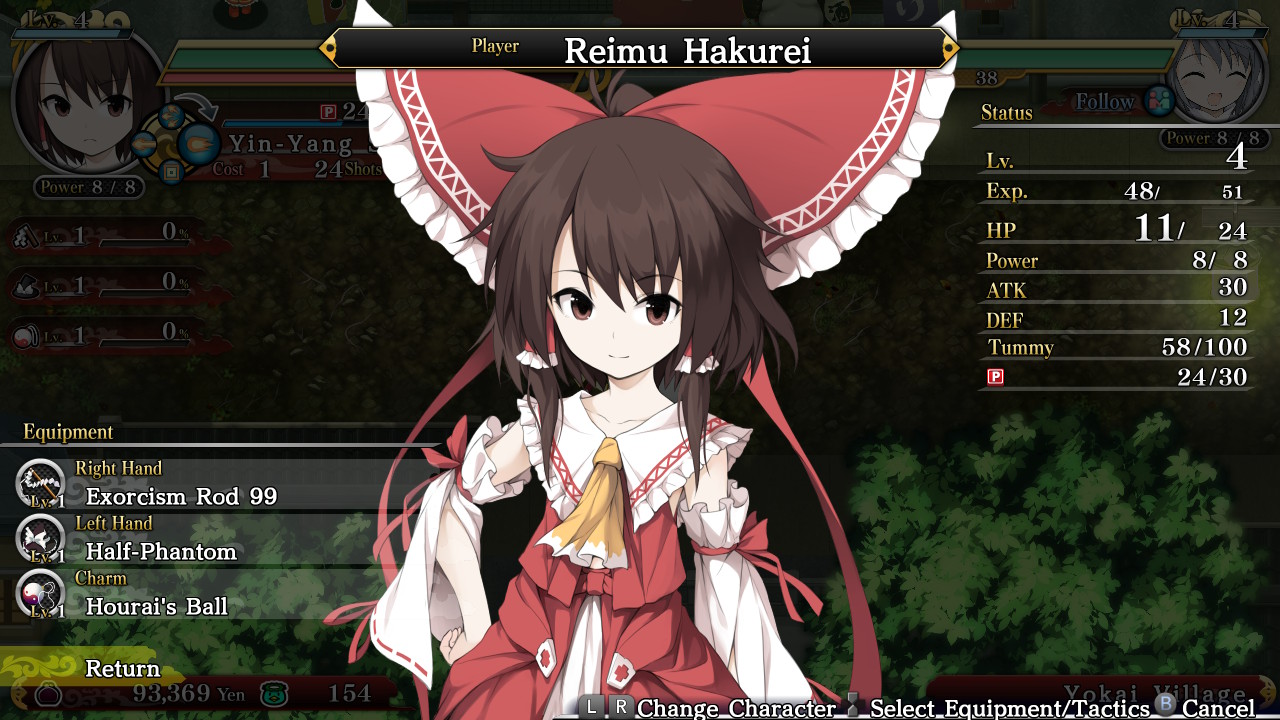 Lv. 4
Player Reimu Hakurei
Lv. 4
38
Status
Follow
P 24
Yin-Yang
Cost 1 24 Shots
Power 8 / 8
Power 8 / 8
Lv. 4
Exp. 48/ 51
HP 11/ 24
Power 8/ 8
ATK 30
DEF 12
Tummy 58/100
P 24/30
Lv. 1 0%
Lv. 1 0%
Lv. 1 0%
Equipment
Right Hand
Lv. 1 Exorcism Rod 99
Left Hand
Lv. 1 Half-Phantom
Charm
Lv. 1 Hourai's Ball
Return
93,369 Yen 154
Yokai Village
L R Change Character Select Equipment/Tactics B Cancel